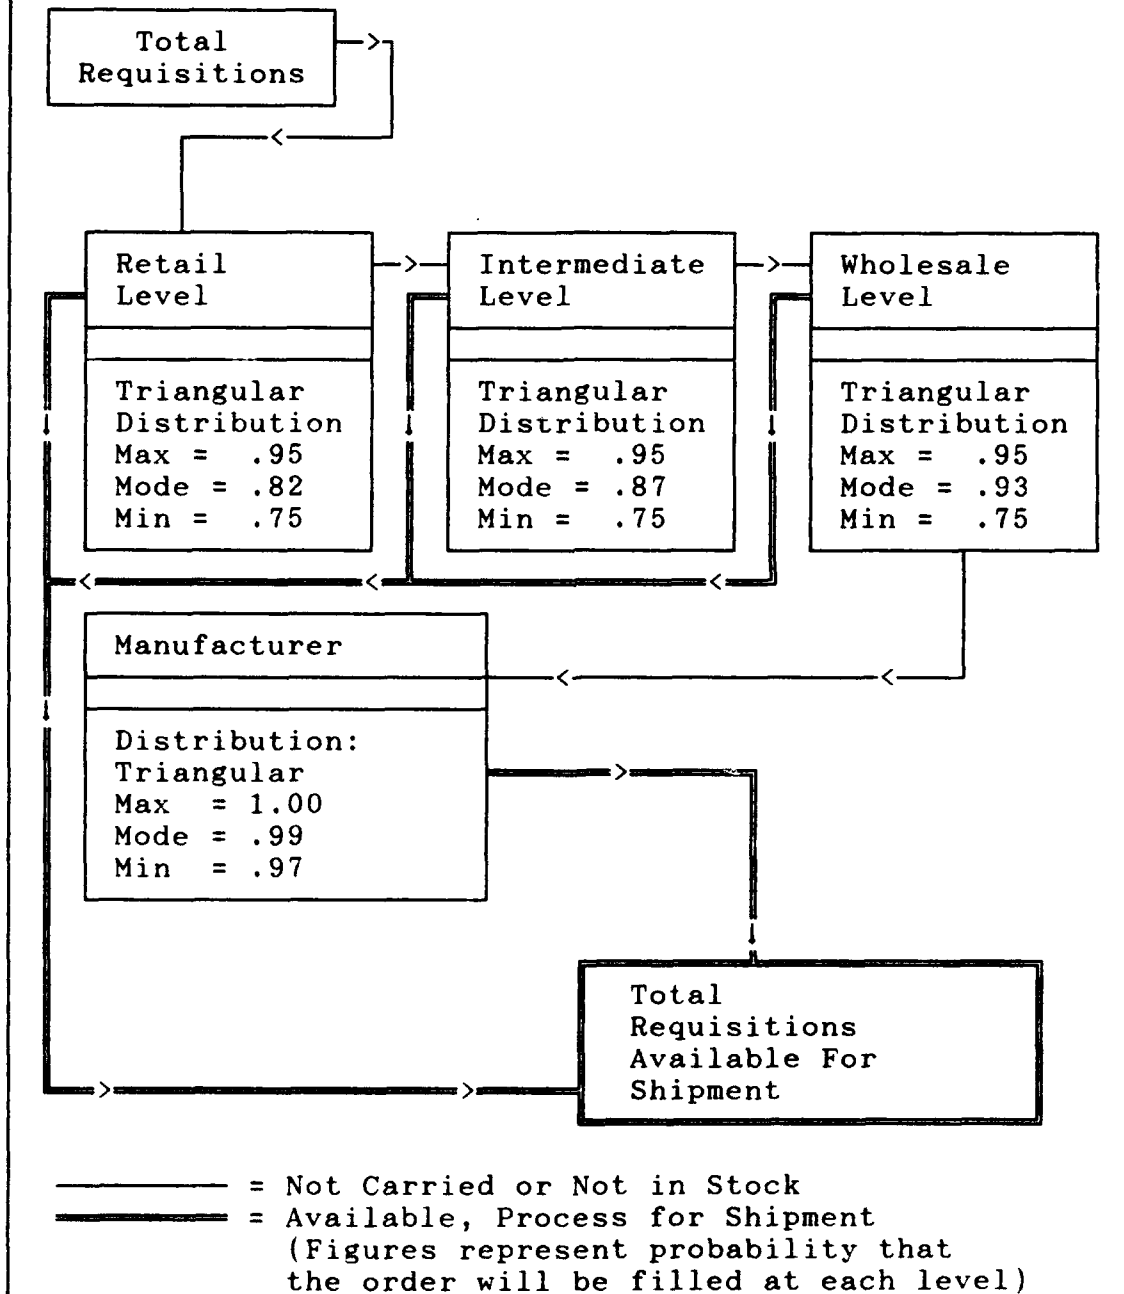 Total
Requisitions
Retail
Level
Triangular
Distribution
Max = .95
Mode = .82
Min = .75
Intermediate
Level
Triangular
Distribution
Max = .95
Mode = .87
Min = .75
Wholesale
Level
Triangular
Distribution
Max = .95
Mode = .93
Min = .75
Manufacturer
Distribution:
Triangular
Max = 1.00
Mode = .99
Min = .97
Total
Requisitions
Available For
Shipment
= Not Carried or Not in Stock
= Available, Process for Shipment
(Figures represent probability that
the order will be filled at each level)